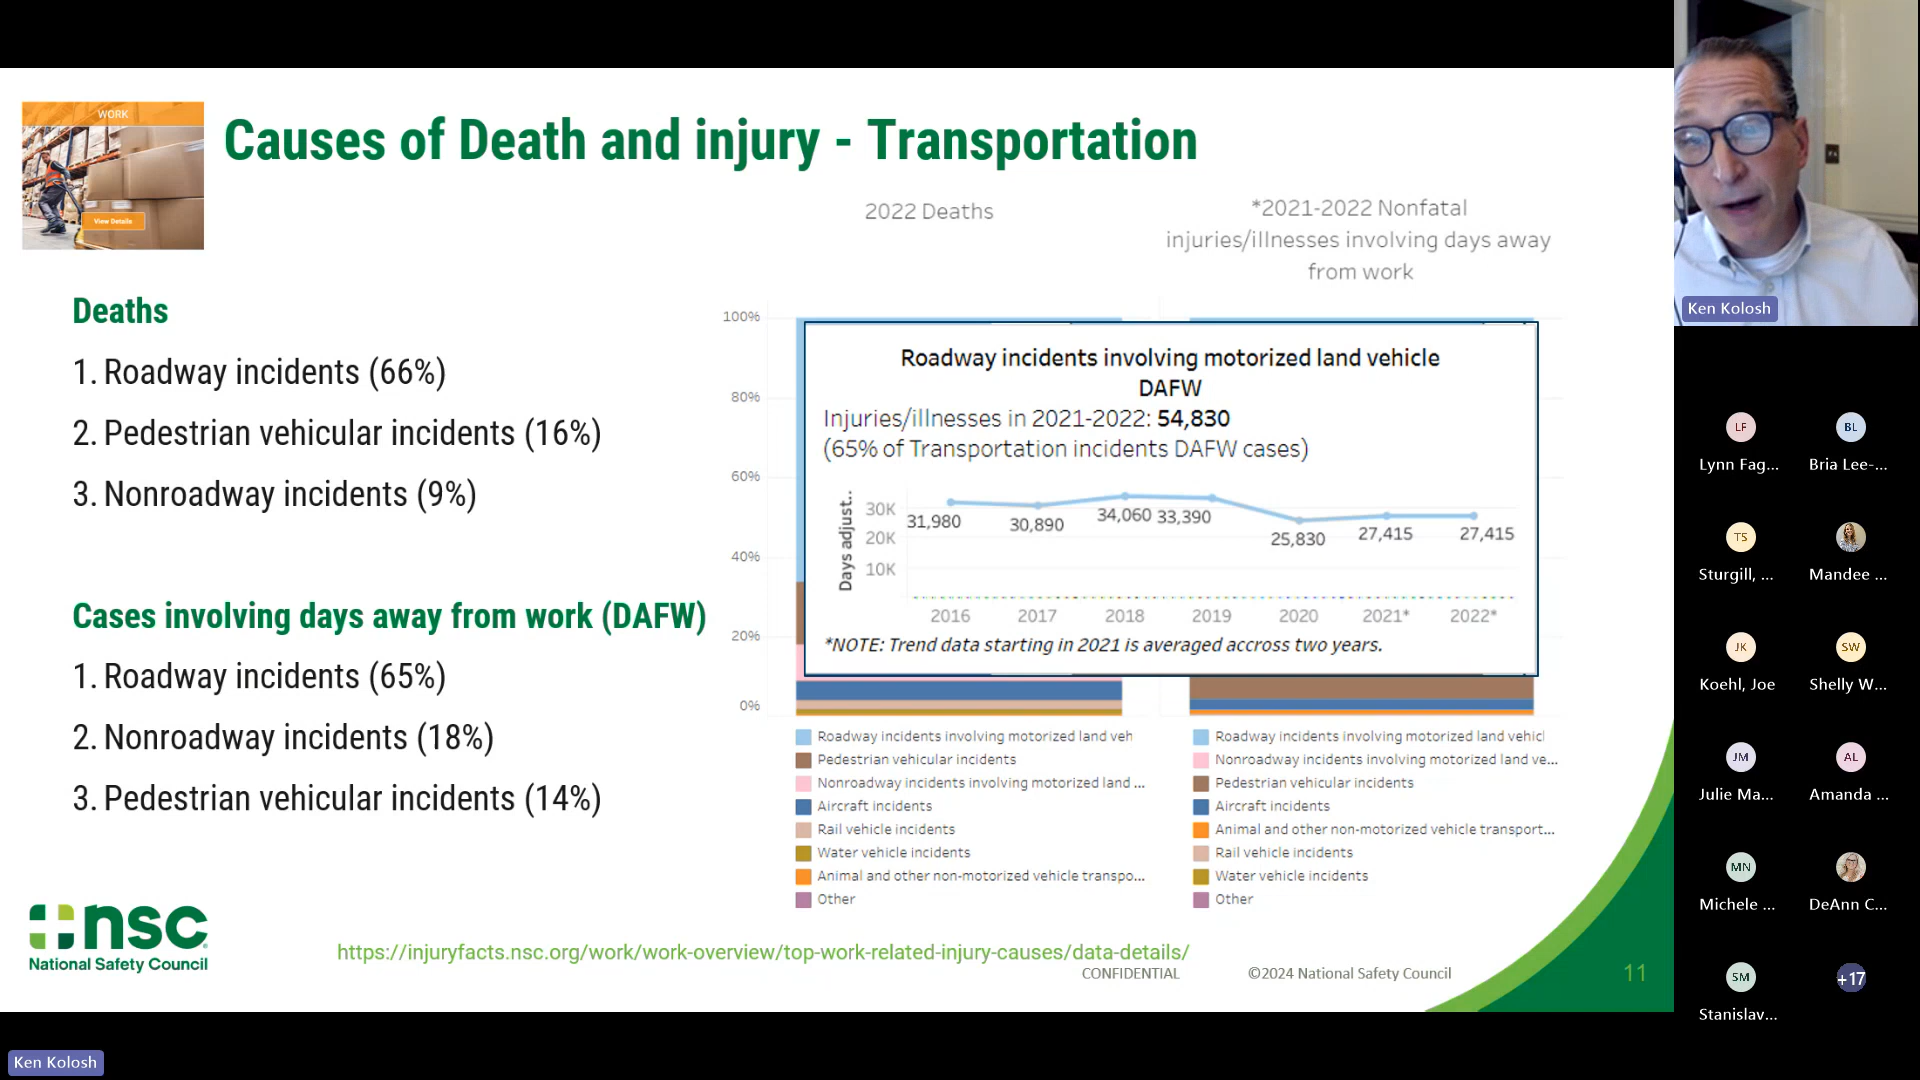 WORK
View Details
Causes of Death and injury - Transportation
2022 Deaths
*2021-2022 Nonfatal
injuries/illnesses involving days away
from work
Deaths
1. Roadway incidents (66%)
2. Pedestrian vehicular incidents (16%)
3. Nonroadway incidents (9%)
Cases involving days away from work (DAFW)
1. Roadway incidents (65%)
2. Nonroadway incidents (18%)
3. Pedestrian vehicular incidents (14%)
100%
80%
60%
40%
20%
0%
Roadway incidents involving motorized land vehicle
DAFW
Injuries/illnesses in 2021-2022: 54,830
(65% of Transportation incidents DAFW cases)
Days adjust..
30K
20K
10K
31,980
30,890
34,060
33,390
25,830
27,415
27,415
2016
2017
2018
2019
2020
2021*
2022*
*NOTE: Trend data starting in 2021 is averaged accross two years.
Roadway incidents involving motorized land veh
Pedestrian vehicular incidents
Nonroadway incidents involving motorized land ...
Aircraft incidents
Rail vehicle incidents
Water vehicle incidents
Animal and other non-motorized vehicle transpo...
Other
Roadway incidents involving motorized land vehicl
Nonroadway incidents involving motorized land ve...
Pedestrian vehicular incidents
Aircraft incidents
Animal and other non-motorized vehicle transport...
Rail vehicle incidents
Water vehicle incidents
Other
nsc
National Safety Council
https://injuryfacts.nsc.org/work/work-overview/top-work-related-injury-causes/data-details/
CONFIDENTIAL
©2024 National Safety Council
11
Ken Kolosh
Ken Kolosh
LF
Lynn Fag...
BL
Bria Lee-...
TS
Sturgill, ...
Mandee ...
JK
Koehl, Joe
SW
Shelly W...
JM
Julie Ma...
AL
Amanda ...
MN
Michele ...
DeAnn C...
SM
Stanislav...
+17